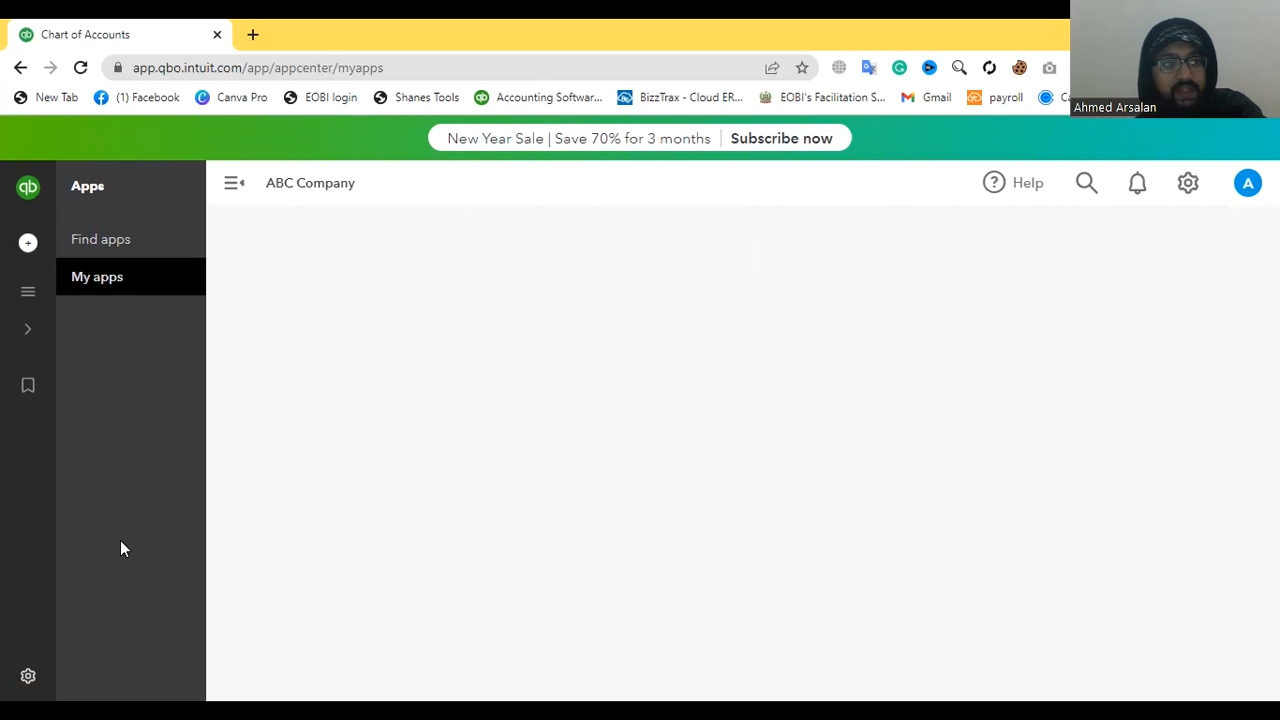 Chart of Accounts
app.qbo.intuit.com/app/appcenter/myapps
New Tab (1) Facebook Canva Pro EOBI login Shanes Tools Accounting Softwar... BizzTrax - Cloud ER... EOBI's Facilitation S... Gmail payroll
Ahmed Arsalan
New Year Sale | Save 70% for 3 months Subscribe now
qb Apps ABC Company Help A
Find apps
My apps